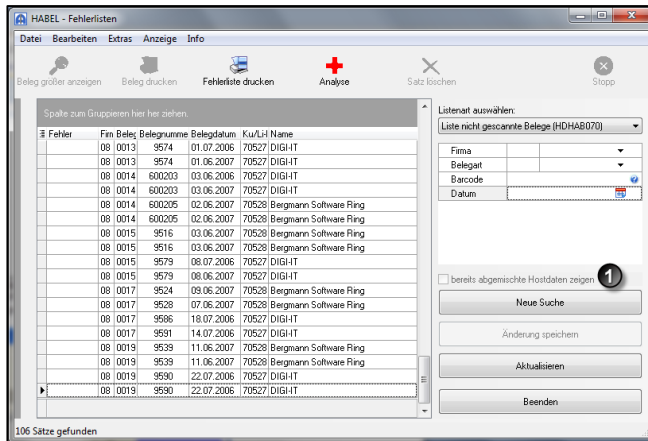 HABEL - Fehlerlisten
Datei Bearbeiten Extras Anzeige Info
Beleg größer anzeigen Beleg drucken Fehlerliste drucken Analyse Satz löschen Stopp
Spalte zum Gruppieren hier her ziehen.
Fehler Firn Beleg Belegnumme Belegdatum Ku/Li-l Name
08 0013 9574 01.07.2006 70527 DIGI-IT
08 0013 9574 01.06.2007 70527 DIGI-IT
08 0014 600203 03.06.2006 70527 DIGI-IT
08 0014 600203 03.06.2007 70527 DIGI-IT
08 0014 600205 02.06.2007 70528 Bergmann Software Ring
08 0014 600205 02.06.2007 70528 Bergmann Software Ring
08 0015 9516 03.06.2007 70528 Bergmann Software Ring
08 0015 9516 03.06.2007 70528 Bergmann Software Ring
08 0015 9579 08.07.2006 70527 DIGI-IT
08 0015 9579 08.06.2007 70527 DIGI-IT
08 0017 9524 09.06.2007 70528 Bergmann Software Ring
08 0017 9528 07.06.2007 70528 Bergmann Software Ring
08 0017 9586 18.07.2006 70527 DIGI-IT
08 0017 9591 14.07.2006 70527 DIGI-IT
08 0019 9539 11.06.2007 70528 Bergmann Software Ring
08 0019 9539 11.06.2007 70528 Bergmann Software Ring
08 0019 9590 22.07.2006 70527 DIGI-IT
08 0019 9590 22.07.2006 70527 DIGI-IT
Listenart auswählen:
Liste nicht gescannte Belege (HDHAB070)
Firma
Belegart
Barcode
Datum
bereits abgemischte Hostdaten zeigen 1
Neue Suche
Änderung speichern
Aktualisieren
Beenden
106 Sätze gefunden